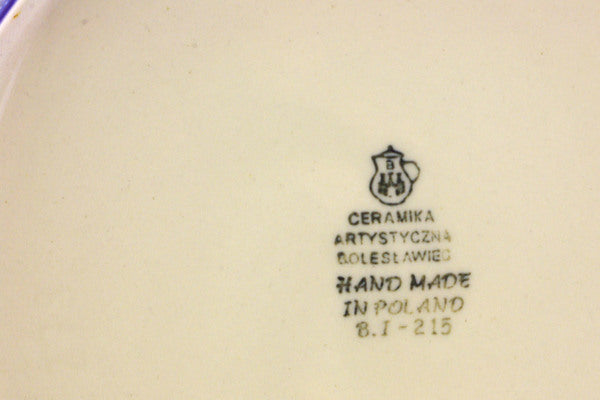 B
CERAMIKA
ARTYSTYCZNA
BOLESŁAWIEC
HAND MADE
IN POLAND
B.I-215